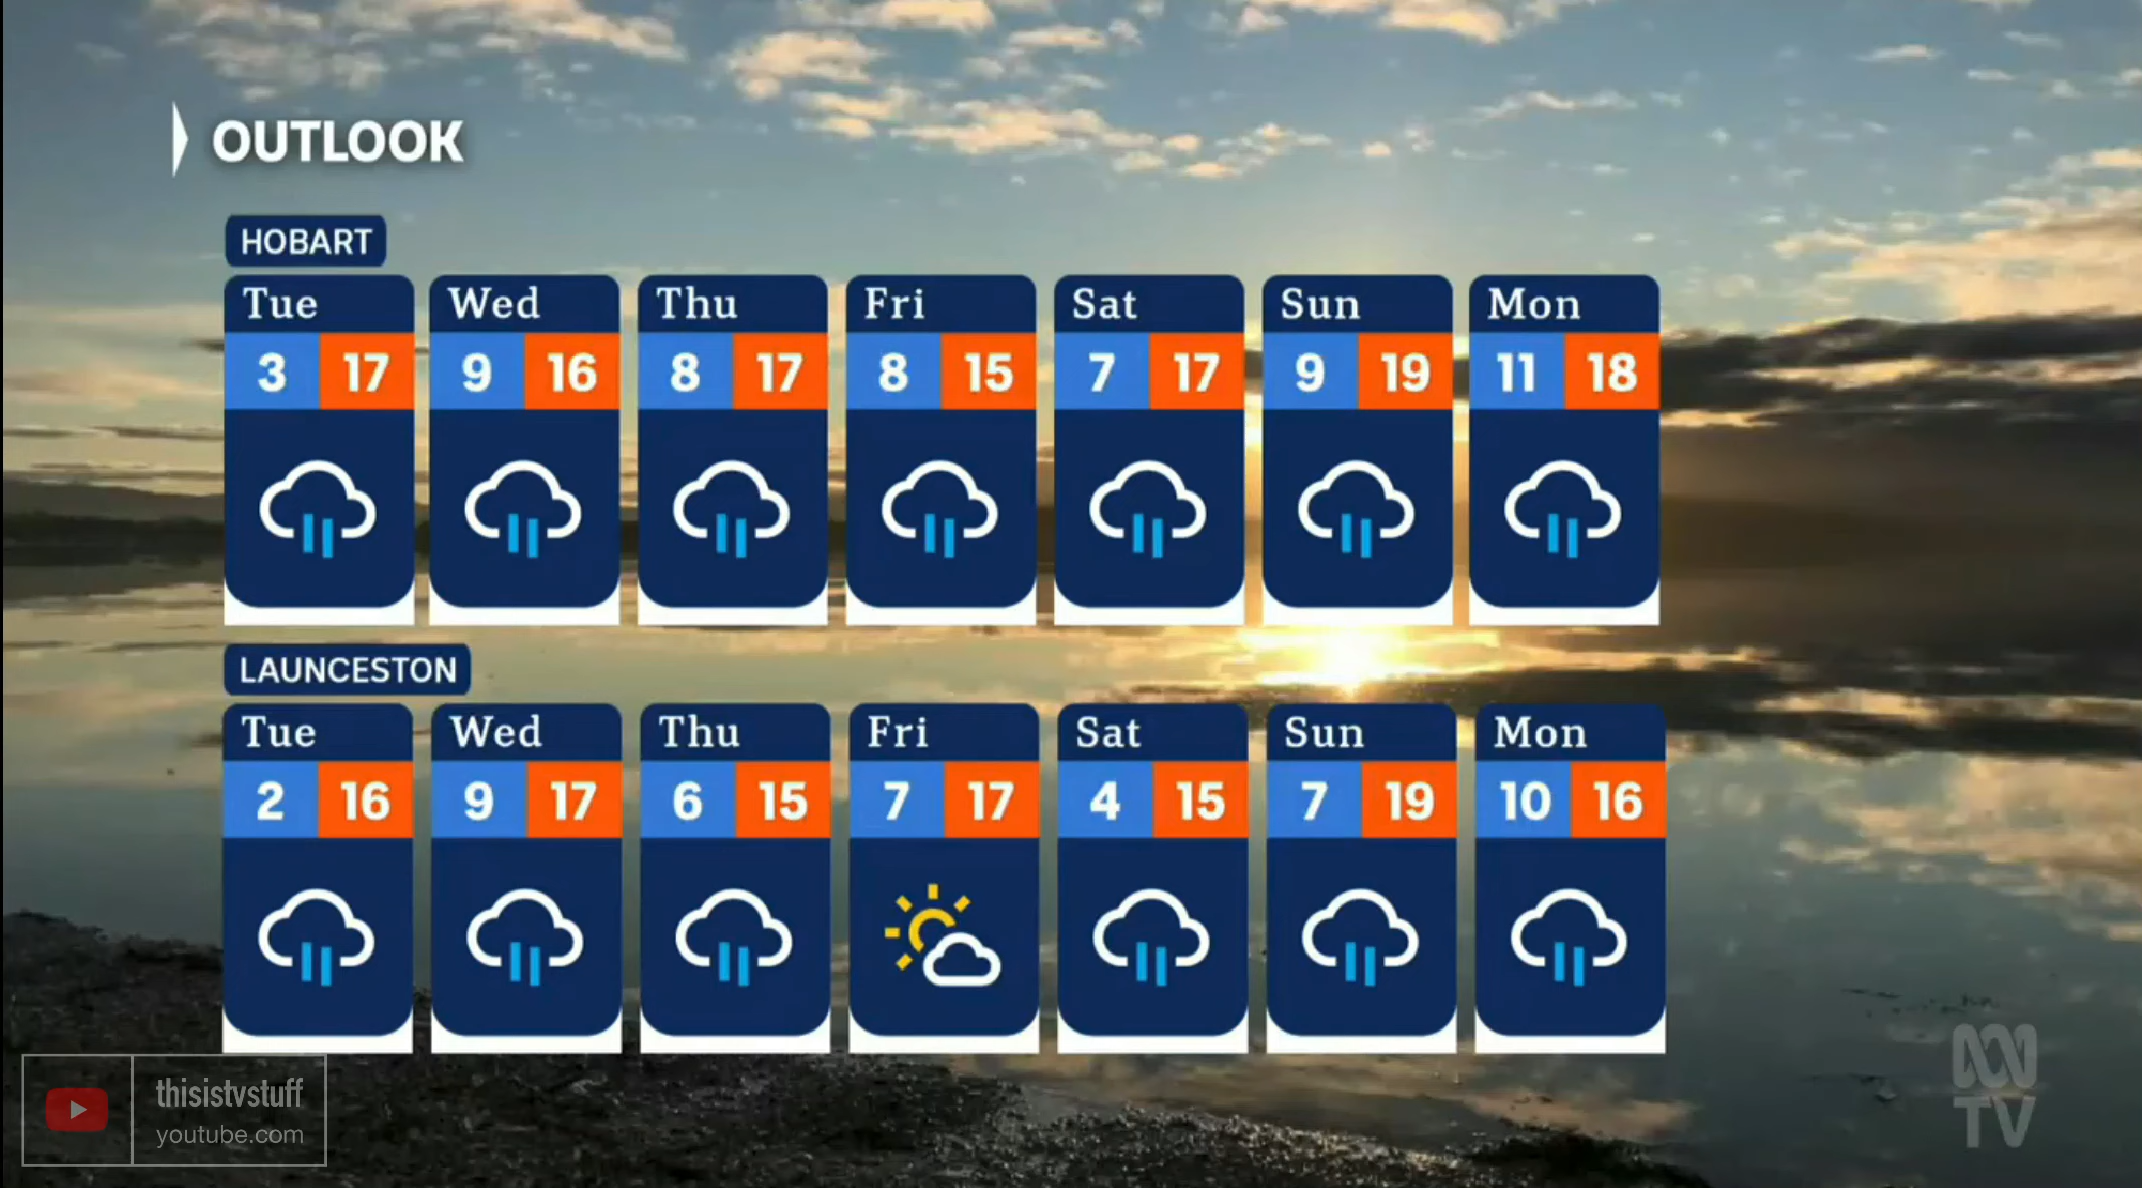 OUTLOOK
HOBART
Tue Wed Thu Fri Sat Sun Mon
3 17 9 16 8 17 8 15 7 17 9 19 11 18
LAUNCESTON
Tue Wed Thu Fri Sat Sun Mon
2 16 9 17 6 15 7 17 4 15 7 19 10 16
thisistvstuff
youtube.com
TV